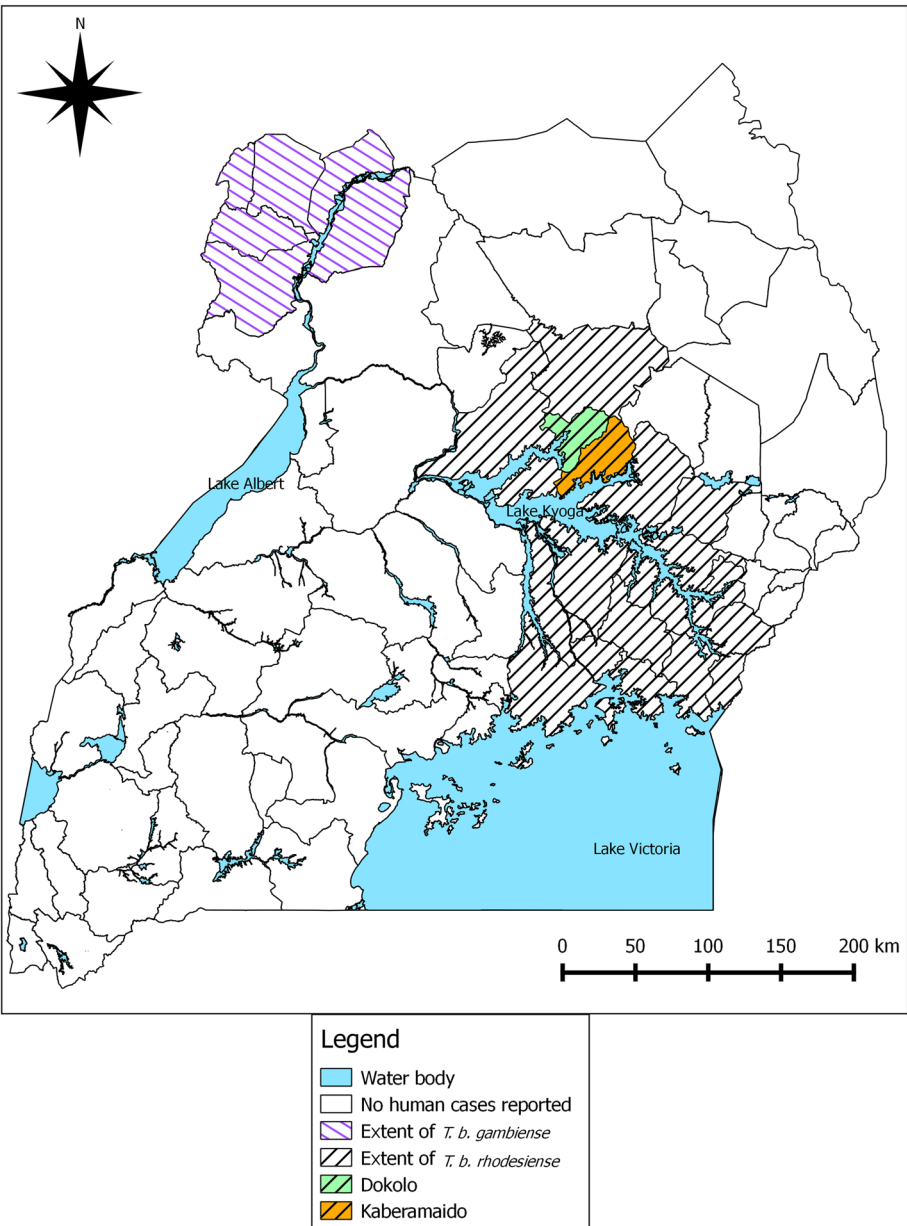 N
Lake Albert
Lake Kyoga
Lake Victoria
0 50 100 150 200 km
Legend
Water body
No human cases reported
Extent of T. b. gambiense
Extent of T. b. rhodesiense
Dokolo
Kaberamaido